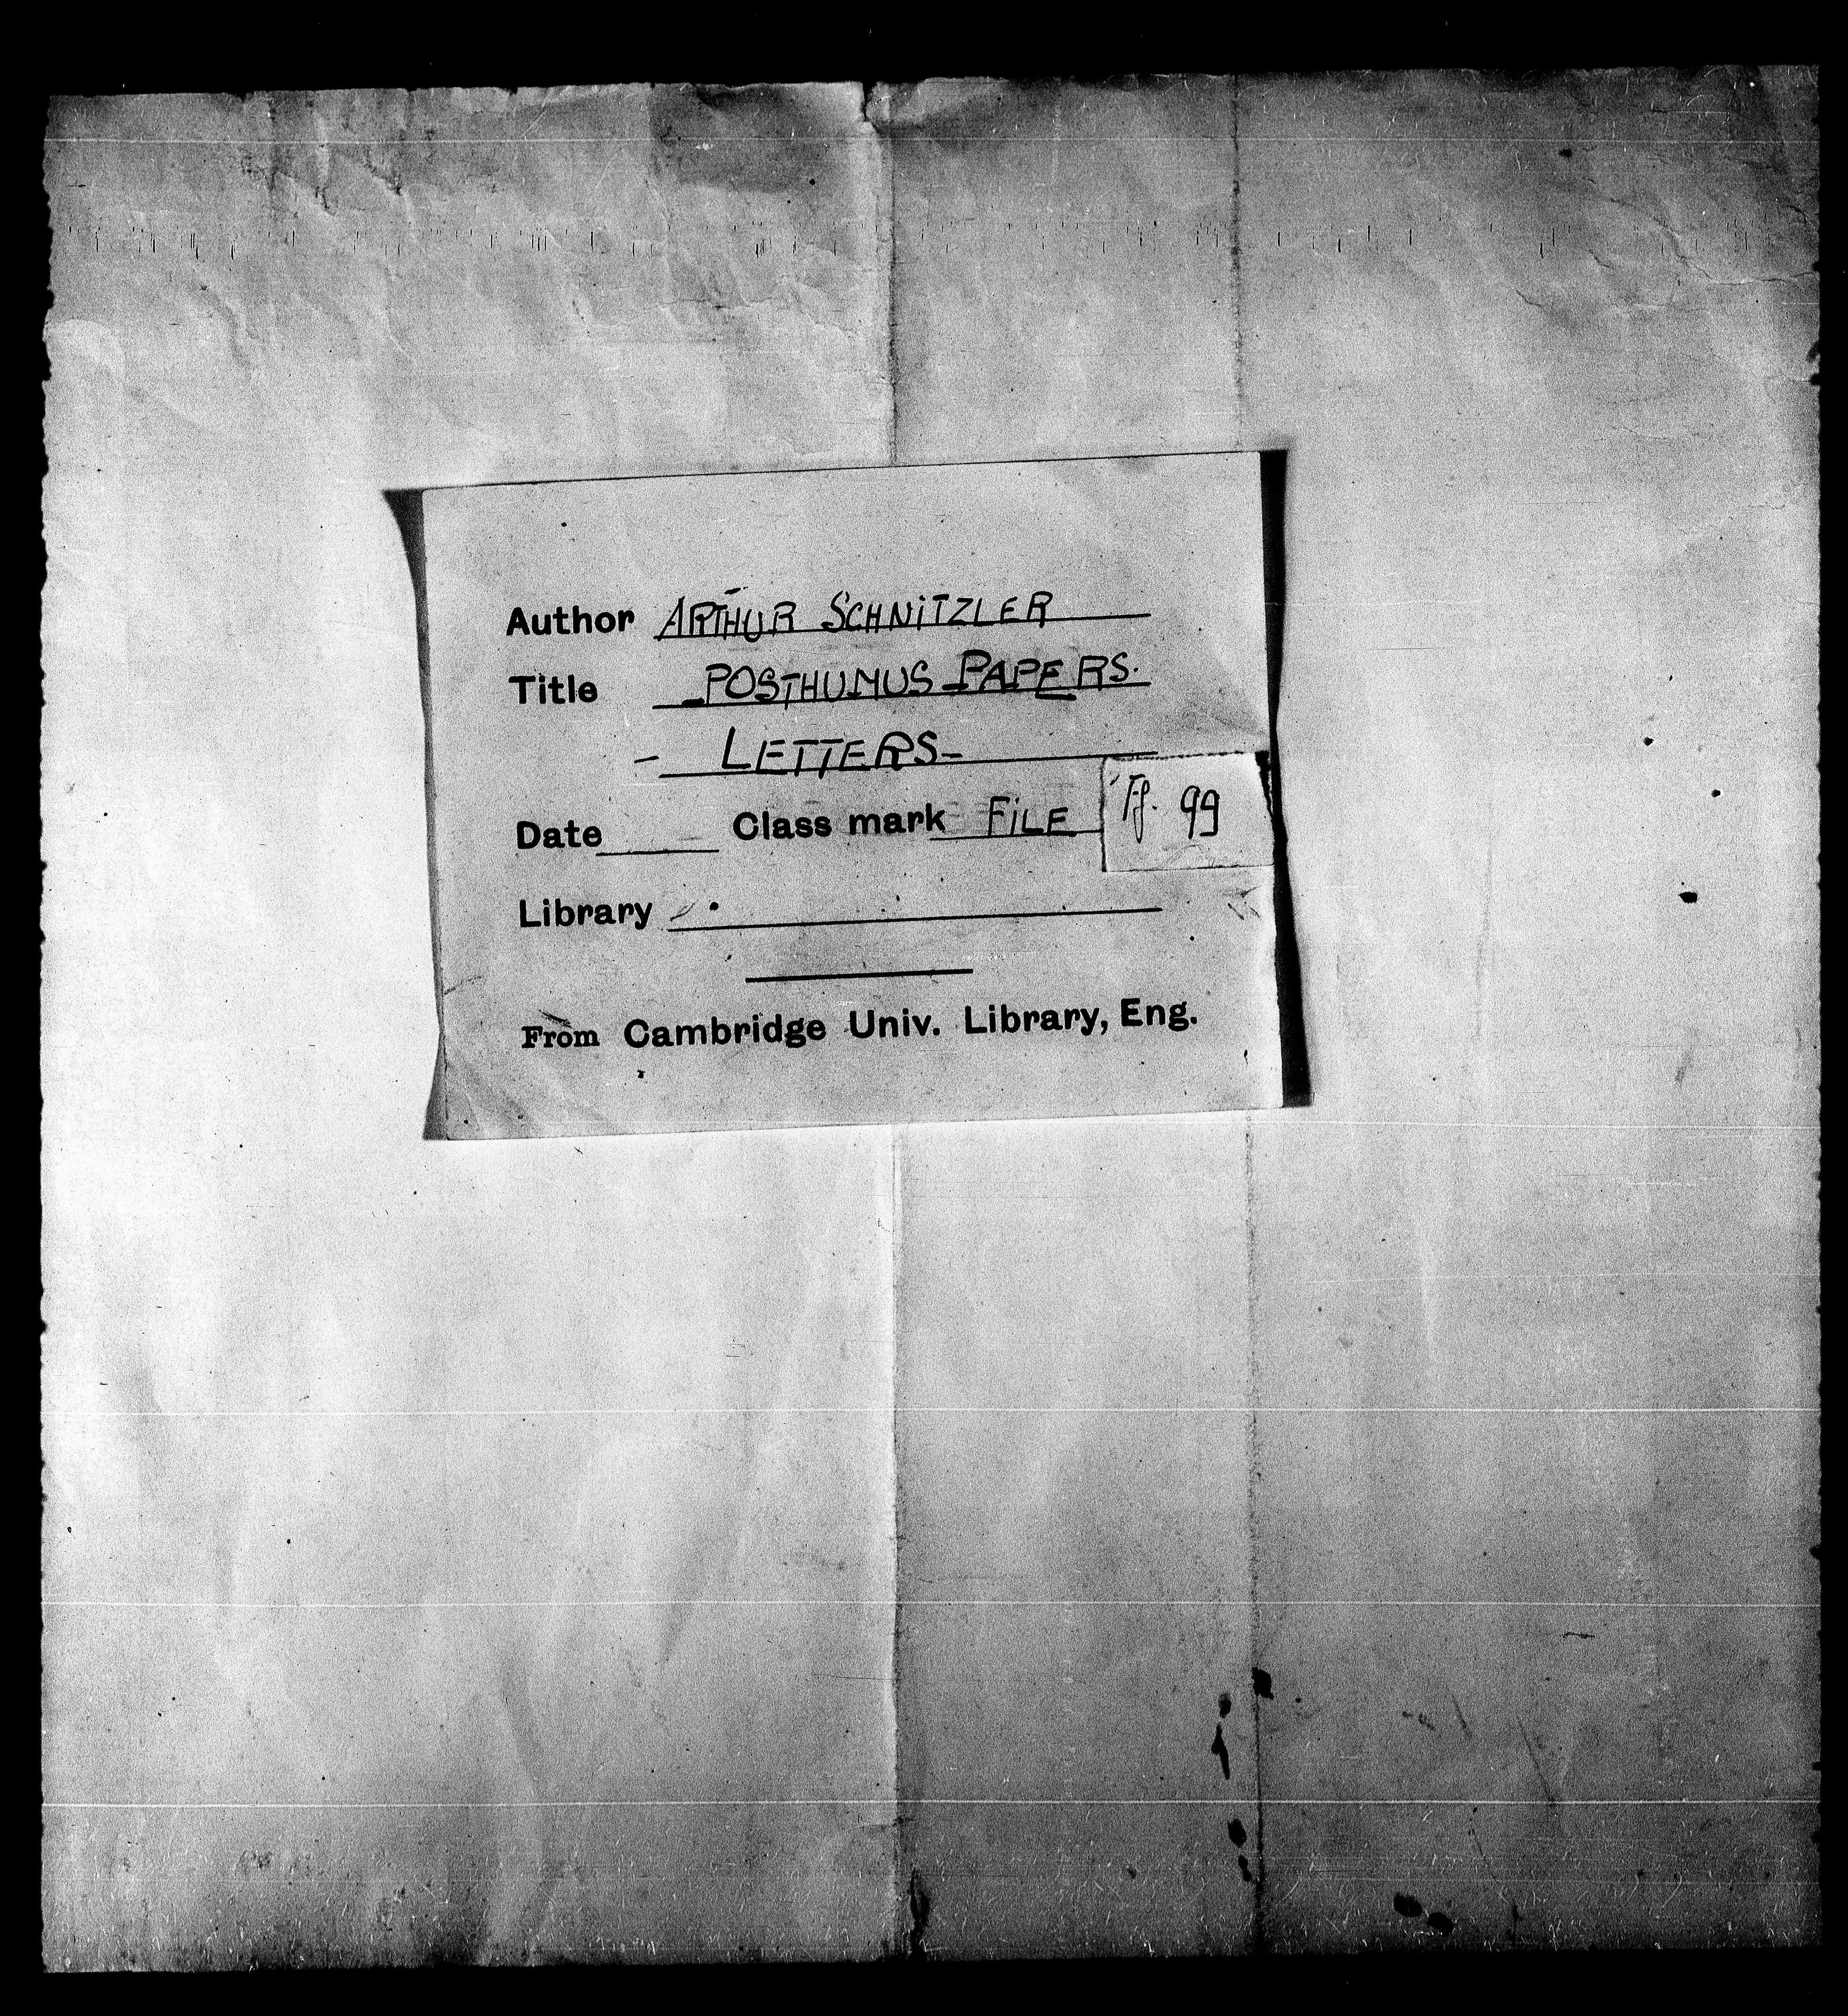 Author ARTHUR SCHNITZLER
Title POSTHUMUS PAPERS.
- LETTERS-
Date Class mark FILE 99
Library
From Cambridge Univ. Library, Eng.